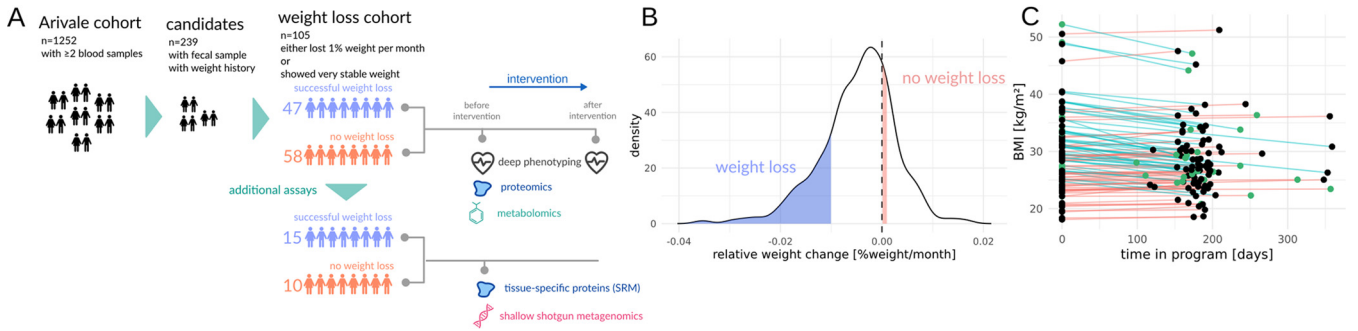 A
Arivale cohort
n=1252
with ≥2 blood samples
candidates
n=239
with fecal sample
with weight history
weight loss cohort
n=105
either lost 1% weight per month
or
showed very stable weight
successful weight loss
47
no weight loss
58
intervention
before
intervention
after
intervention
deep phenotyping
proteomics
metabolomics
additional assays
successful weight loss
15
no weight loss
10
tissue-specific proteins (SRM)
shallow shotgun metagenomics
B
density
60
40
20
0
weight loss
no weight loss
-0.04
-0.02
0.00
0.02
relative weight change [%weight/month]
C
BMI [kg/m²]
50
40
30
20
0
100
200
300
time in program [days]